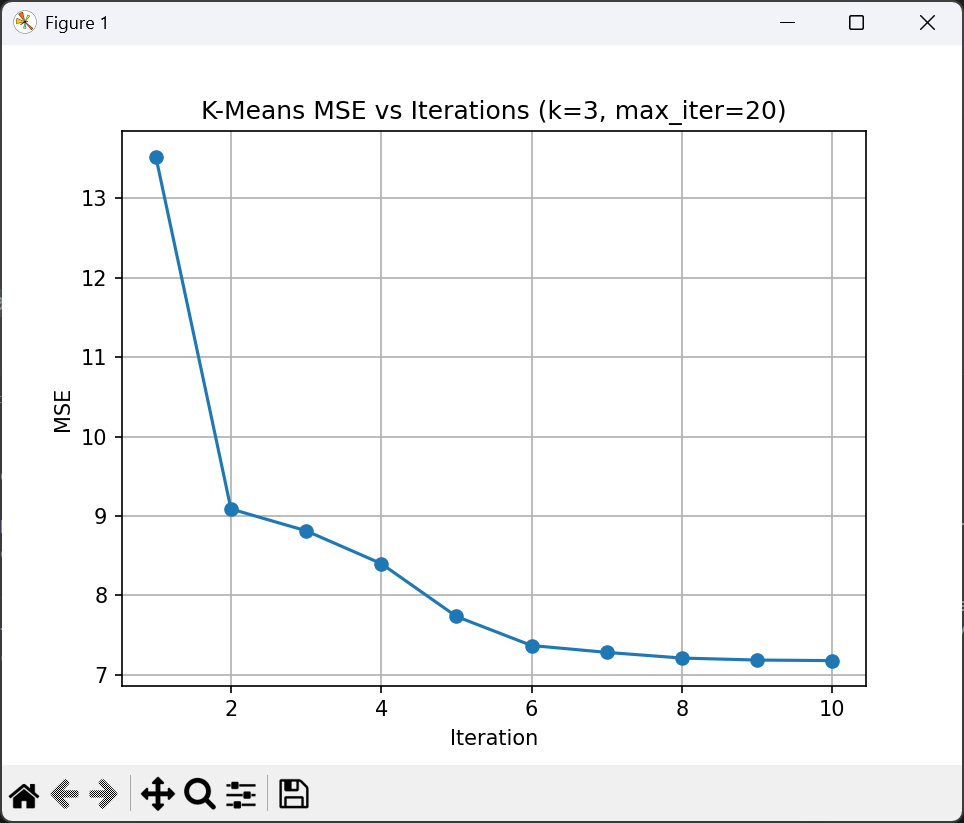 Figure 1
K-Means MSE vs Iterations (k=3, max_iter=20)
13
12
11
10
9
8
7
MSE
2 4 6 8 10
Iteration